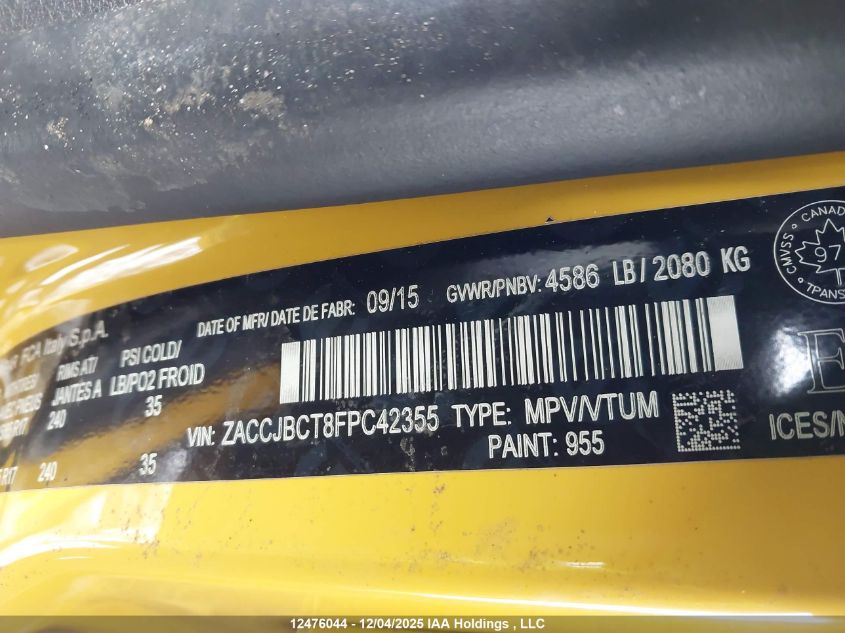 CANADA
CMVSS
97
TRANSP
DATE OF MFR/ DATE DE FABR: 09/15 GVWR/PNBV: 4586 LB / 2080 KG
FCA Italy S.p.A.
RIMS AT/ PSI COLD/
JANTES A LB/PO2 FROID
240 35
VIN: ZACCJBCT8FPC42355 TYPE: MPV/VTUM
PAINT: 955
R17 240 35
ICES/
12476044 - 12/04/2025 IAA Holdings , LLC